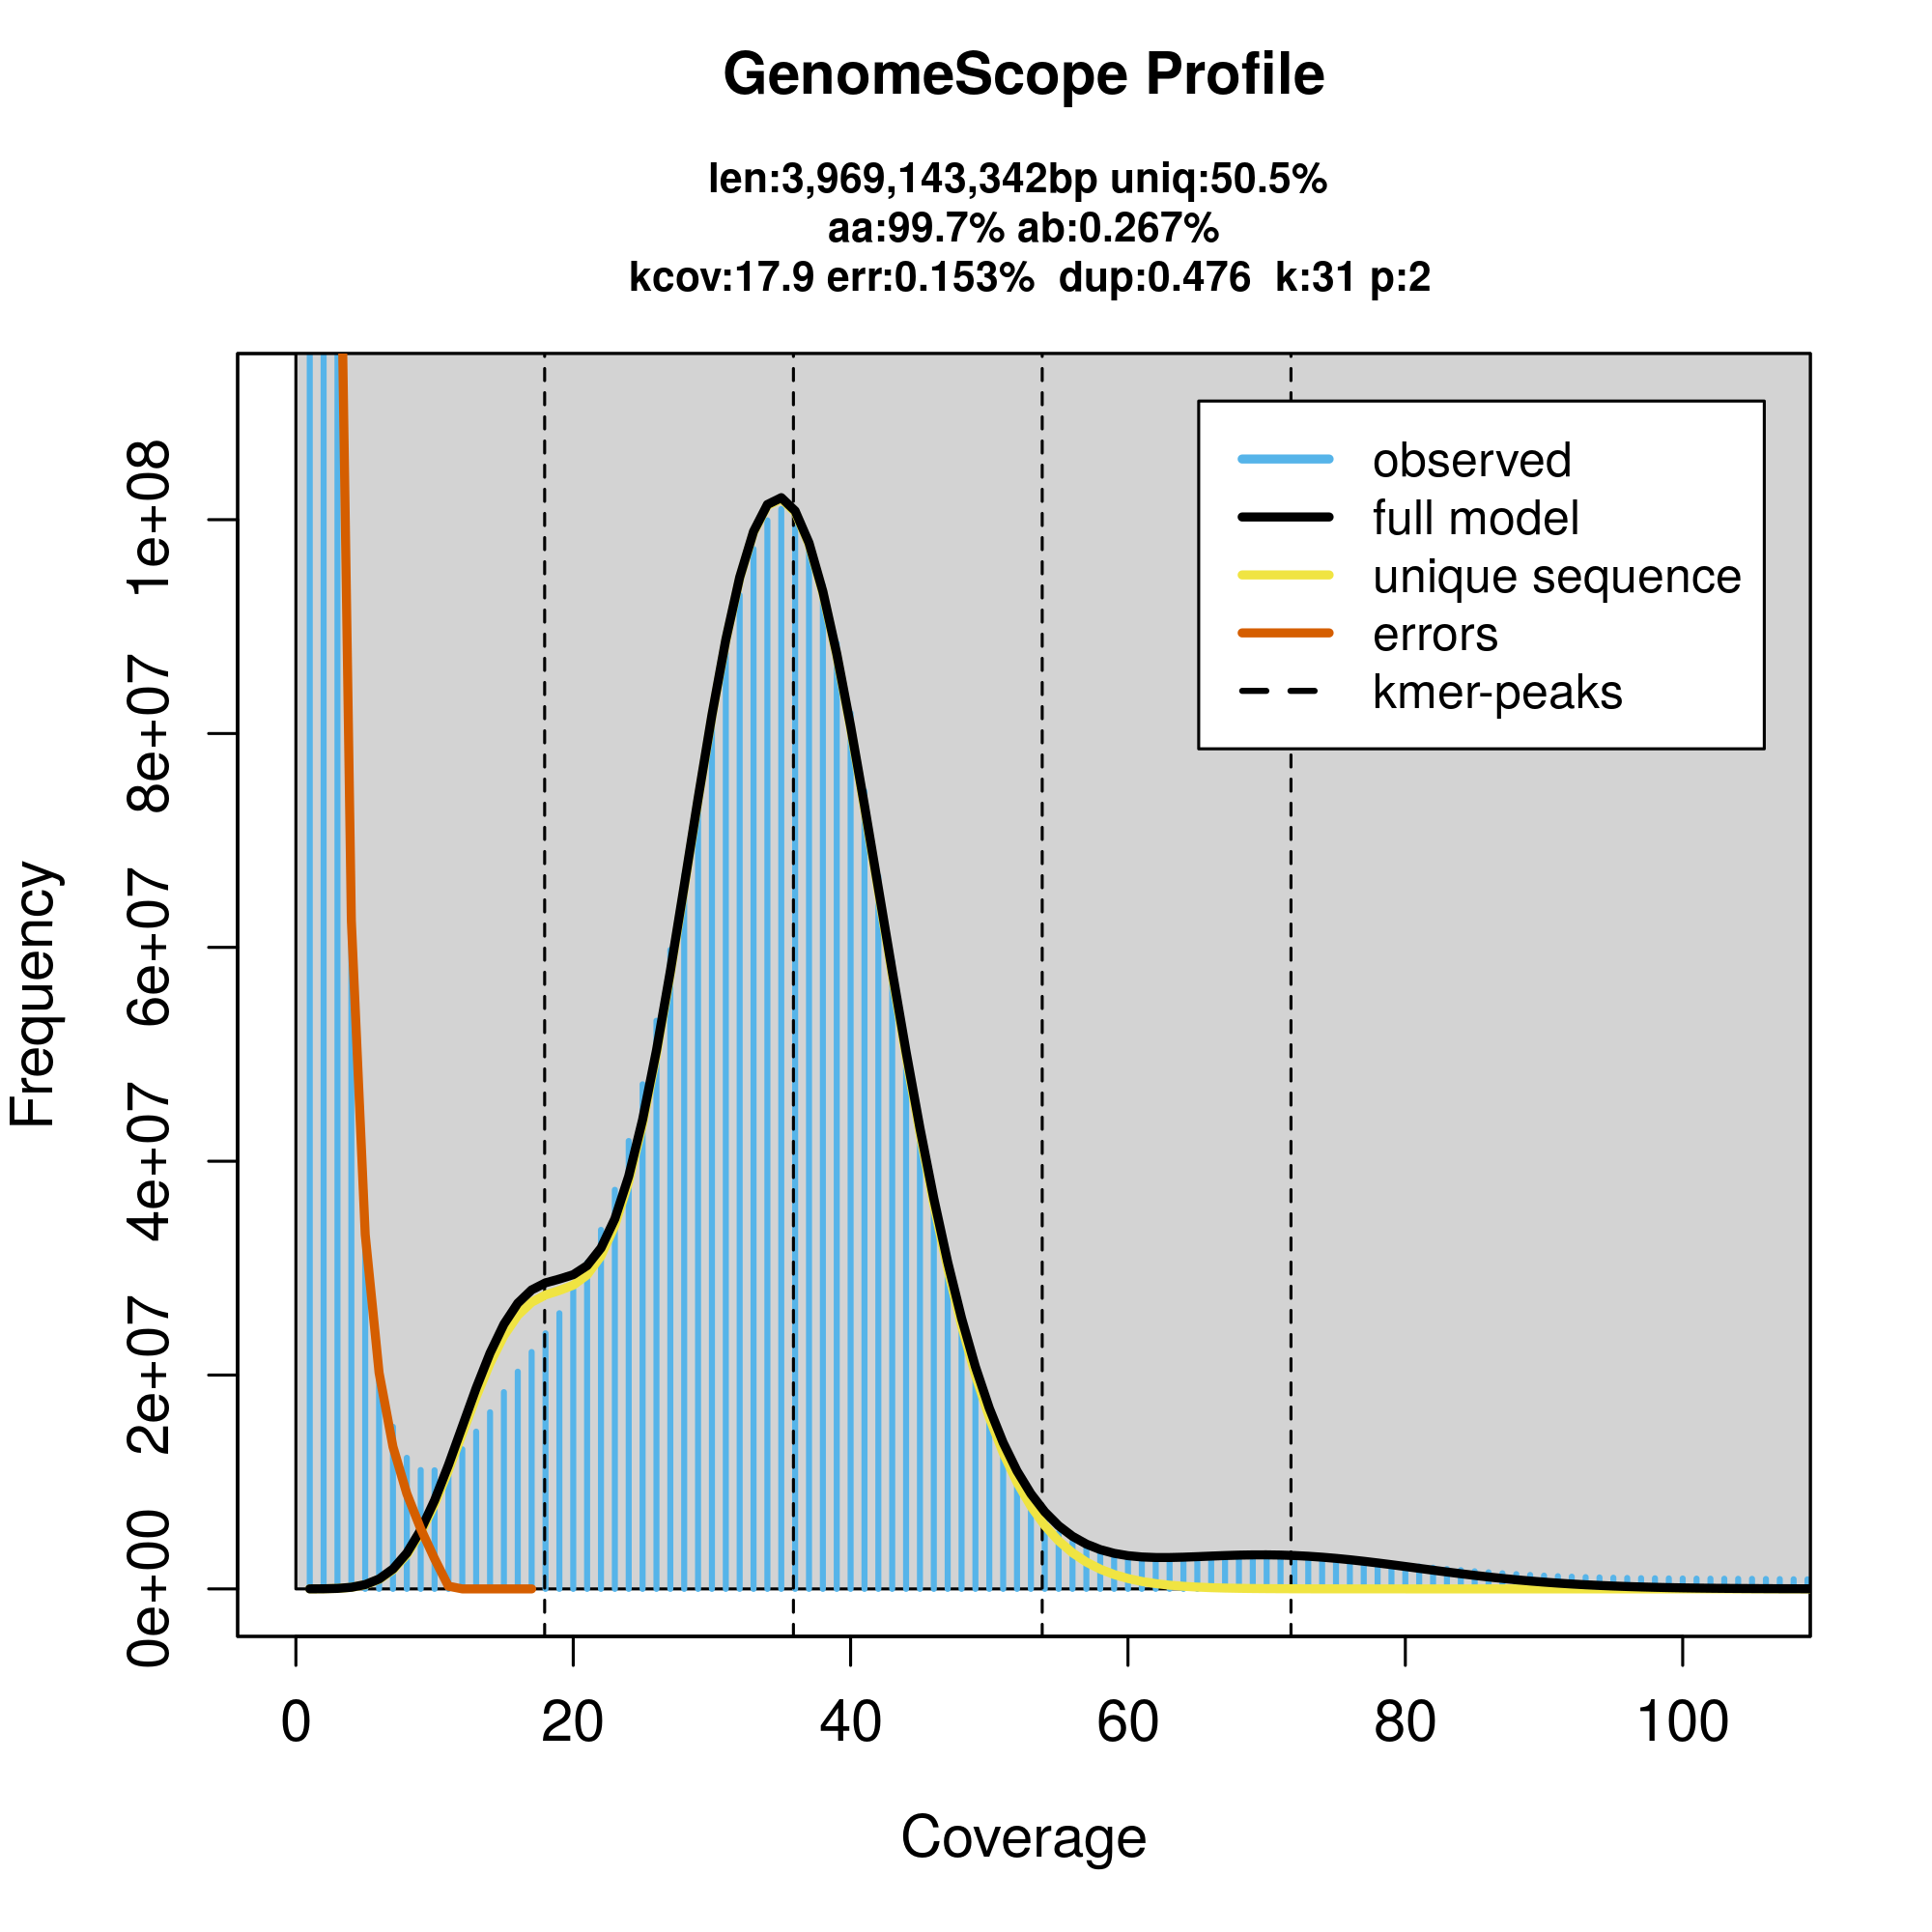 GenomeScope Profile
len:3,969,143,342bp uniq:50.5%
aa:99.7% ab:0.267%
kcov:17.9 err:0.153% dup:0.476 k:31 p:2
observed
full model
unique sequence
errors
kmer-peaks
Frequency
1e+08
8e+07
6e+07
4e+07
2e+07
0e+00
0 20 40 60 80 100
Coverage